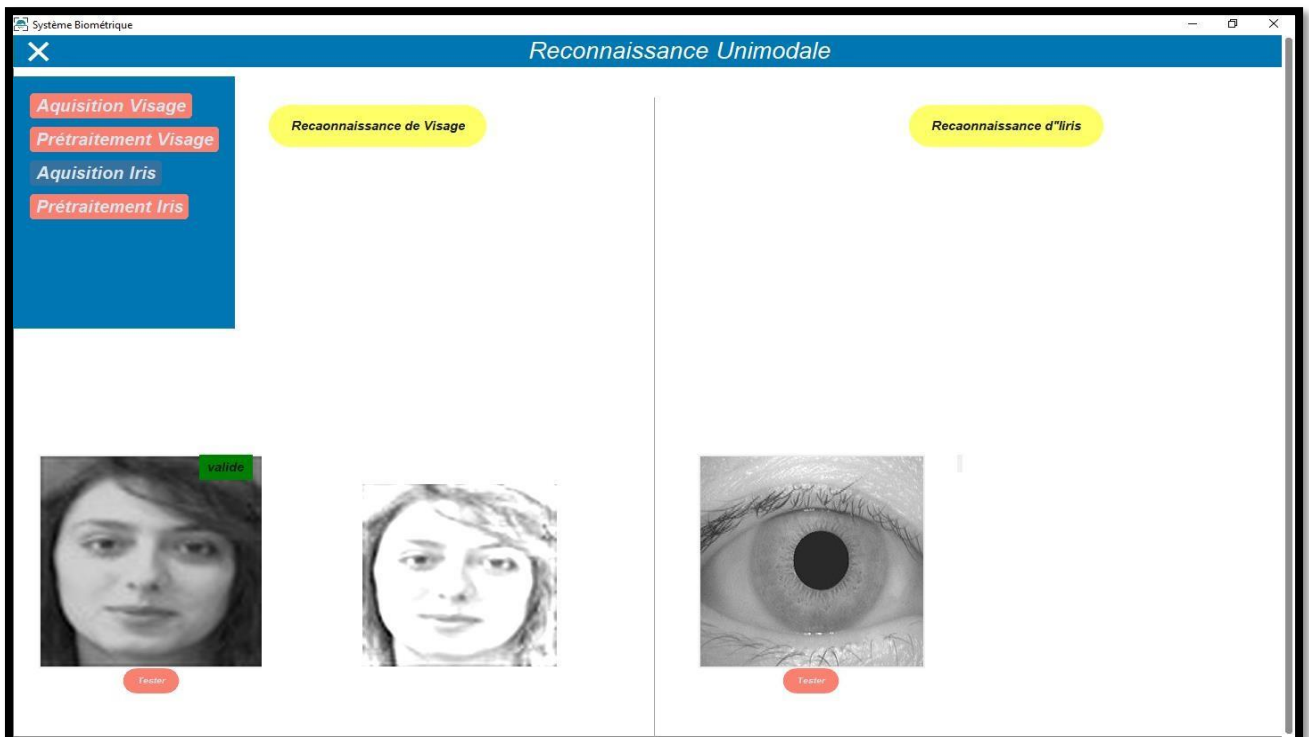 Système Biométrique
Reconnaissance Unimodale
Aquisition Visage
Prétraitement Visage
Aquisition Iris
Prétraitement Iris
Recaonnaissance de Visage
Recaonnaissance d"Iiris
valide
Tester
Tester